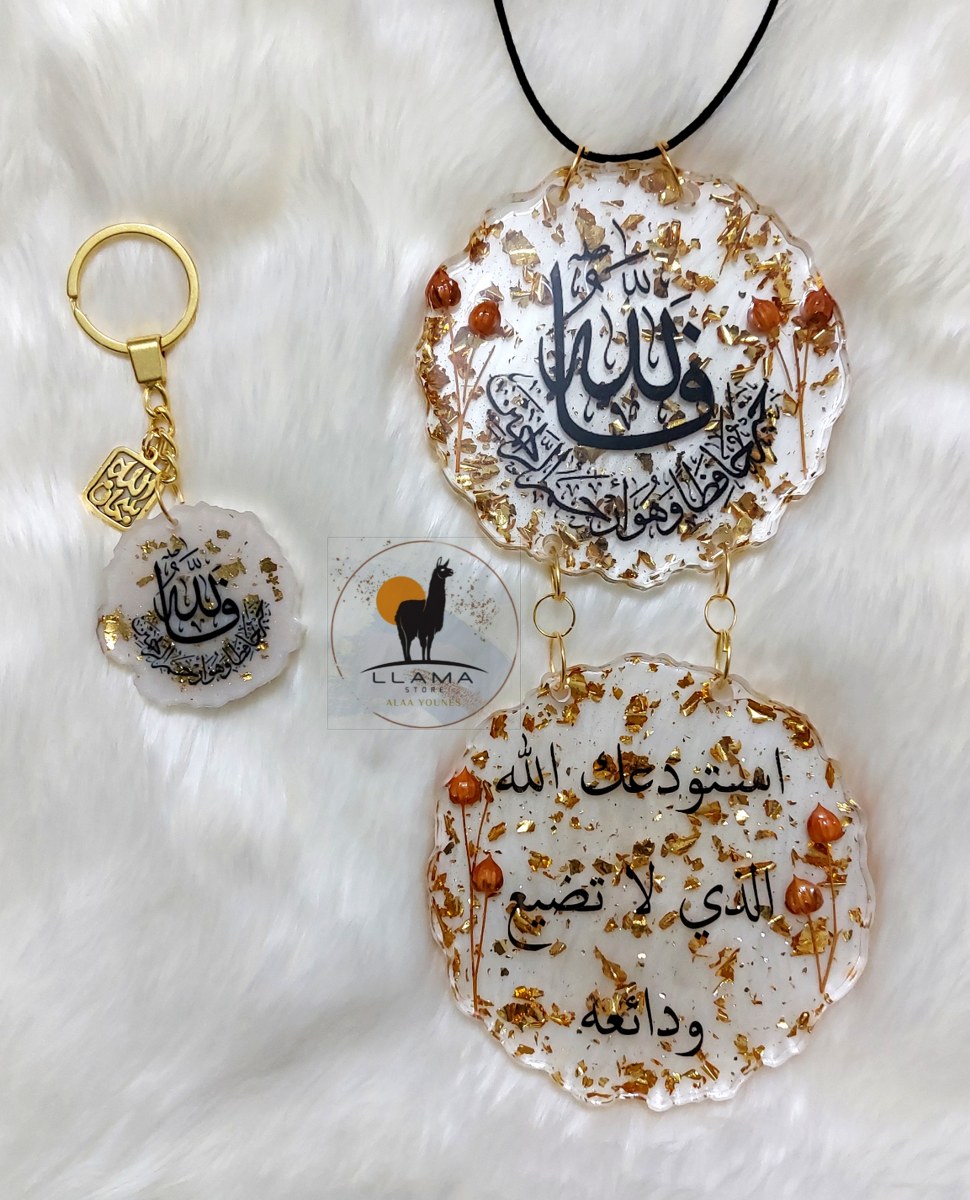 فالله
خير حافظا وهو أرحم الراحمين
استودعك الله
الذي لا تضيع
ودائعه
فالله
خير حافظا وهو أرحم الراحمين
LLAMA
STORE
ALAA YOUNES